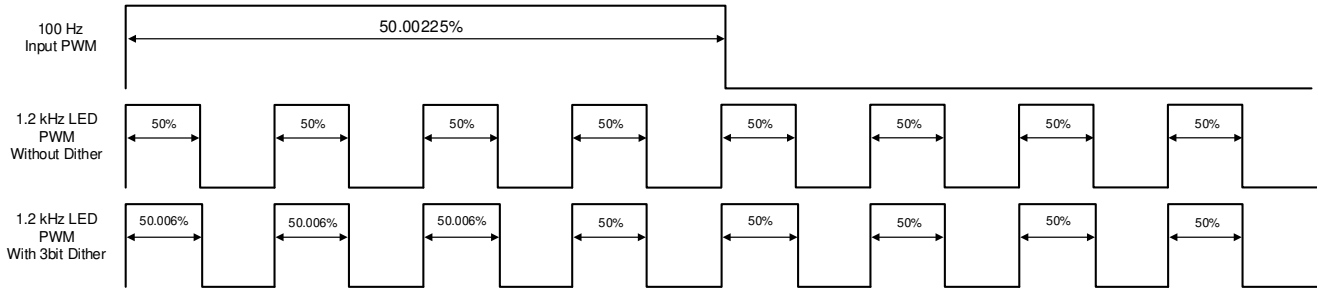 100 Hz
Input PWM
50.00225%
1.2 kHz LED
PWM
Without Dither
50% 50% 50% 50% 50% 50% 50% 50%
1.2 kHz LED
PWM
With 3bit Dither
50.006% 50.006% 50.006% 50% 50% 50% 50% 50%